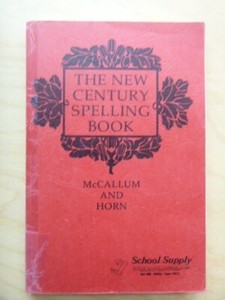 THE NEW
CENTURY
SPELLING
BOOK
McCALLUM
AND
HORN
School Supply